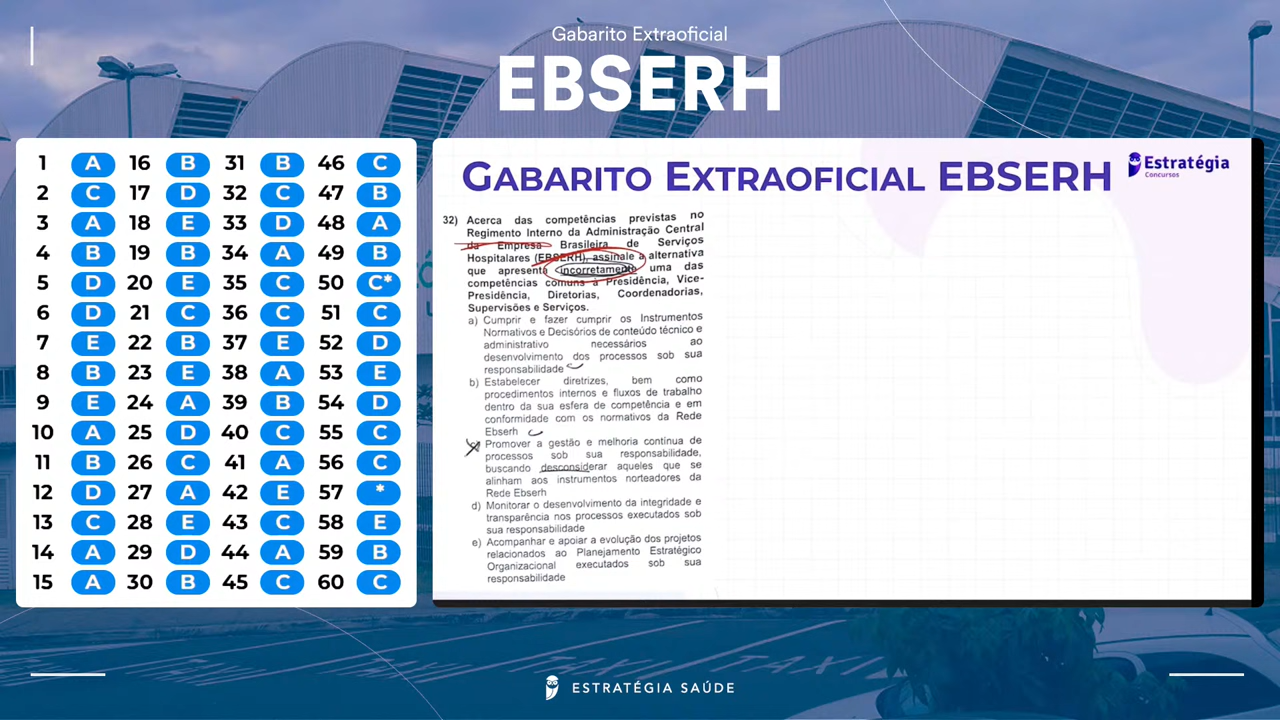 Gabarito Extraoficial
EBSERH
1 A 16 B 31 B 46 C
2 C 17 D 32 C 47 B
3 A 18 E 33 D 48 A
4 B 19 B 34 A 49 B
5 D 20 E 35 C 50 C*
6 D 21 C 36 C 51 C
7 E 22 B 37 E 52 D
8 B 23 E 38 A 53 E
9 E 24 A 39 B 54 D
10 A 25 D 40 C 55 C
11 B 26 C 41 A 56 C
12 D 27 A 42 E 57 *
13 C 28 E 43 C 58 E
14 A 29 D 44 A 59 B
15 A 30 B 45 C 60 C
GABARITO EXTRAOFICIAL EBSERH
Estratégia
Concursos
32) Acerca das competências previstas no
Regimento Interno da Administração Central
da Empresa Brasileira de Serviços
Hospitalares (EBSERH), assinale a alternativa
que apresenta incorretamente uma das
competências comuns à Presidência, Vice-
Presidência, Diretorias, Coordenadorias,
Supervisões e Serviços.
a) Cumprir e fazer cumprir os Instrumentos
Normativos e Decisórios de conteúdo técnico e
administrativo necessários ao
desenvolvimento dos processos sob sua
responsabilidade
b) Estabelecer diretrizes, bem como
procedimentos internos e fluxos de trabalho
dentro da sua esfera de competência e em
conformidade com os normativos da Rede
Ebserh
Promover a gestão e melhoria contínua de
processos sob sua responsabilidade,
buscando desconsiderar aqueles que se
alinham aos instrumentos norteadores da
Rede Ebserh
d) Monitorar o desenvolvimento da integridade e
transparência nos processos executados sob
sua responsabilidade
e) Acompanhar e apoiar a evolução dos projetos
relacionados ao Planejamento Estratégico
Organizacional executados sob sua
responsabilidade
TAXI TAXI
ESTRATÉGIA SAÚDE